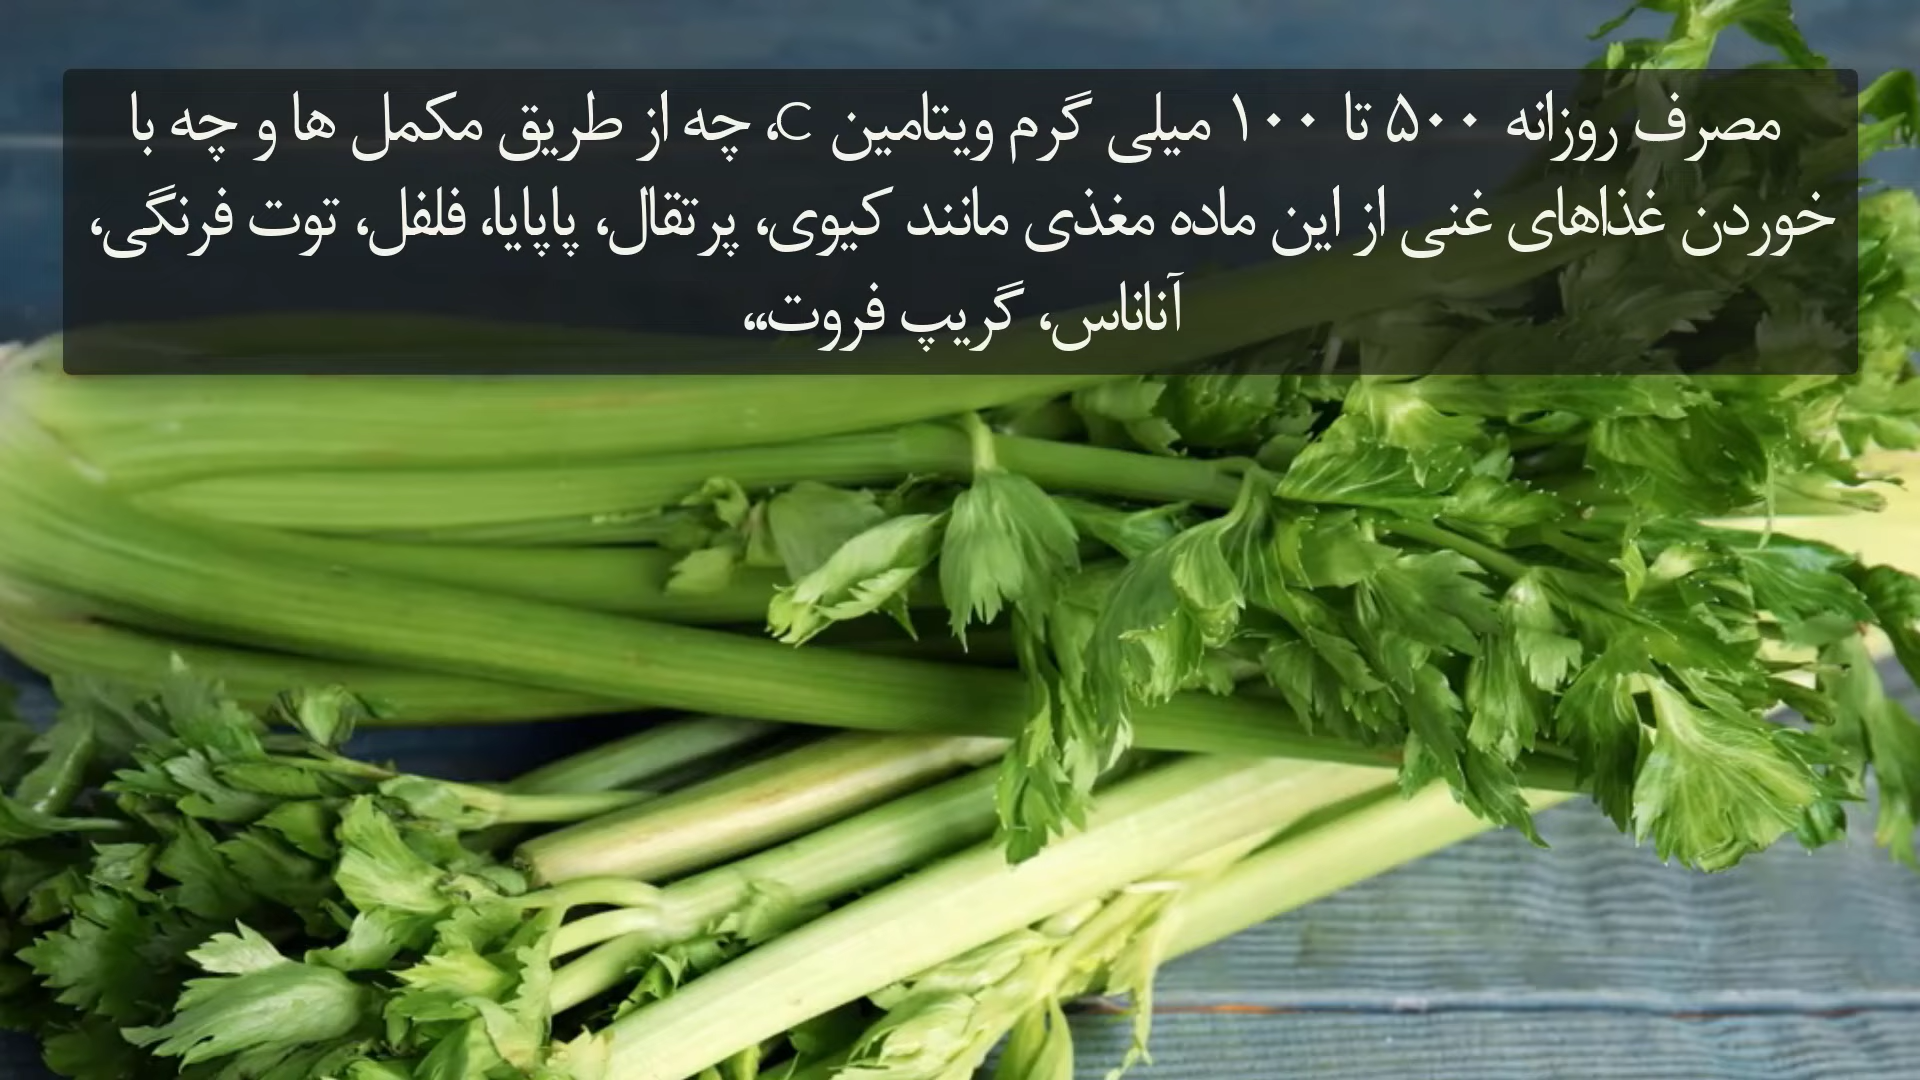 مصرف روزانه ۵۰۰ تا ۱۰۰ میلی گرم ویتامین C، چه از طریق مکمل ها و چه با
خوردن غذاهای غنی از این ماده مغذی مانند کیوی، پرتقال، پاپایا، فلفل، توت فرنگی،
آناناس، گریپ فروت،،،